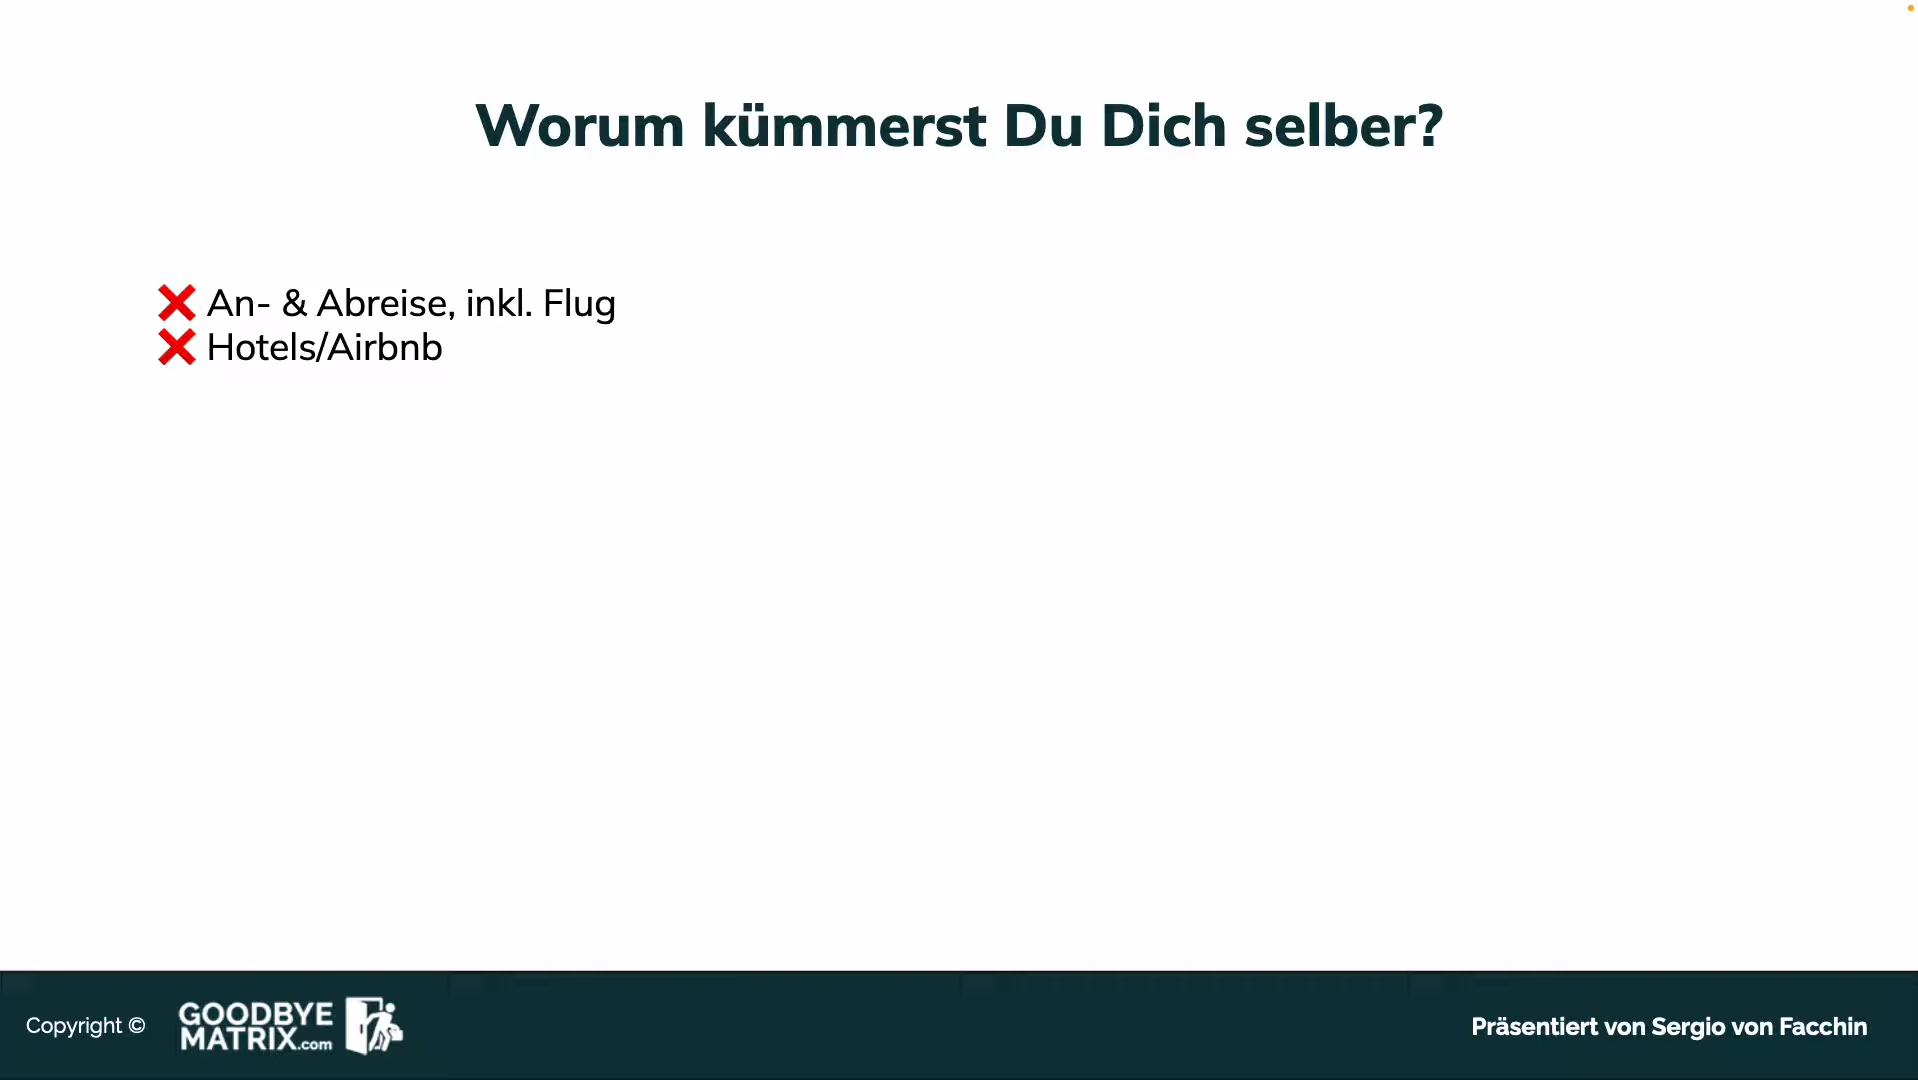 Worum kümmerst Du Dich selber?
❌ An- & Abreise, inkl. Flug
❌ Hotels/Airbnb
Copyright ©
GOODBYE
MATRIX.com
Präsentiert von Sergio von Facchin